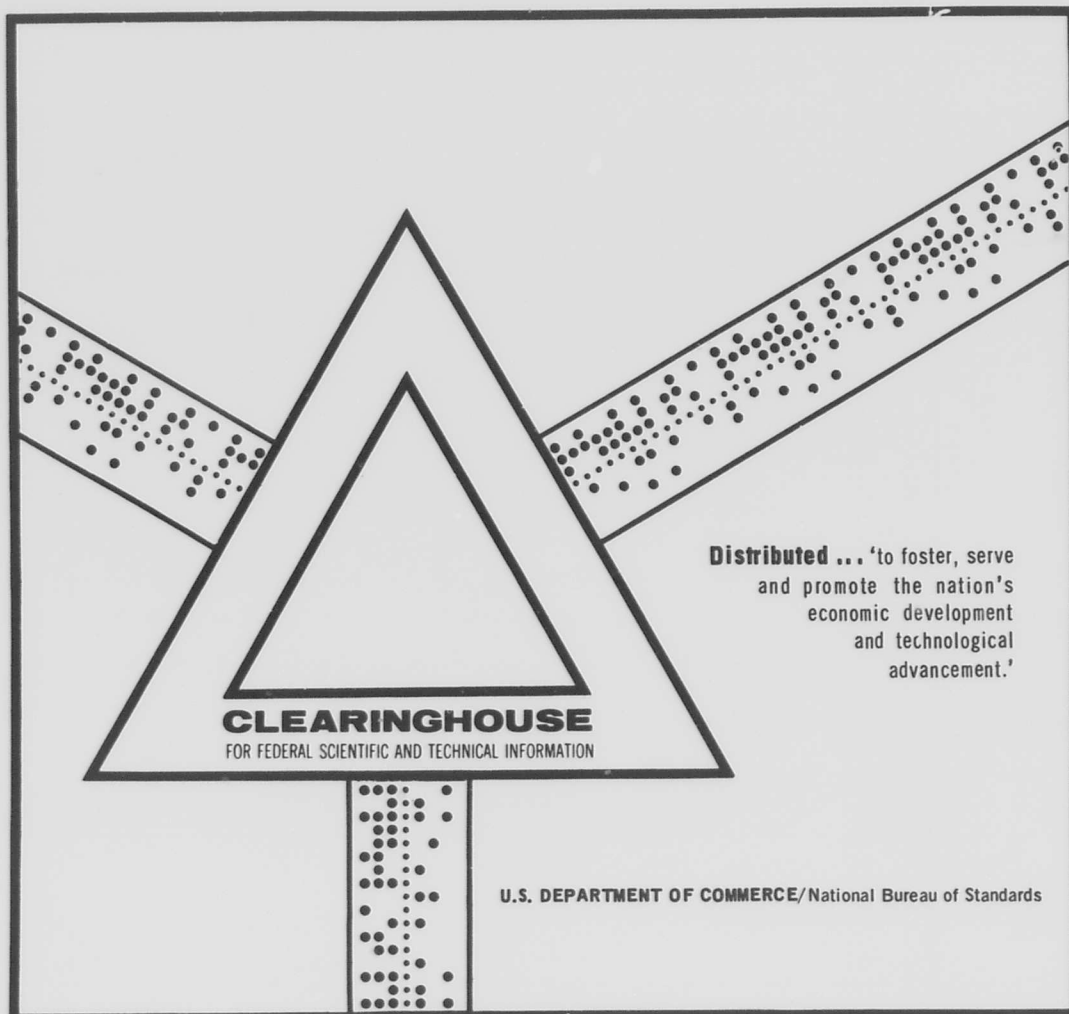 Distributed ... 'to foster, serve
and promote the nation's
economic development
and technological
advancement.'
CLEARINGHOUSE
FOR FEDERAL SCIENTIFIC AND TECHNICAL INFORMATION
U.S. DEPARTMENT OF COMMERCE/National Bureau of Standards